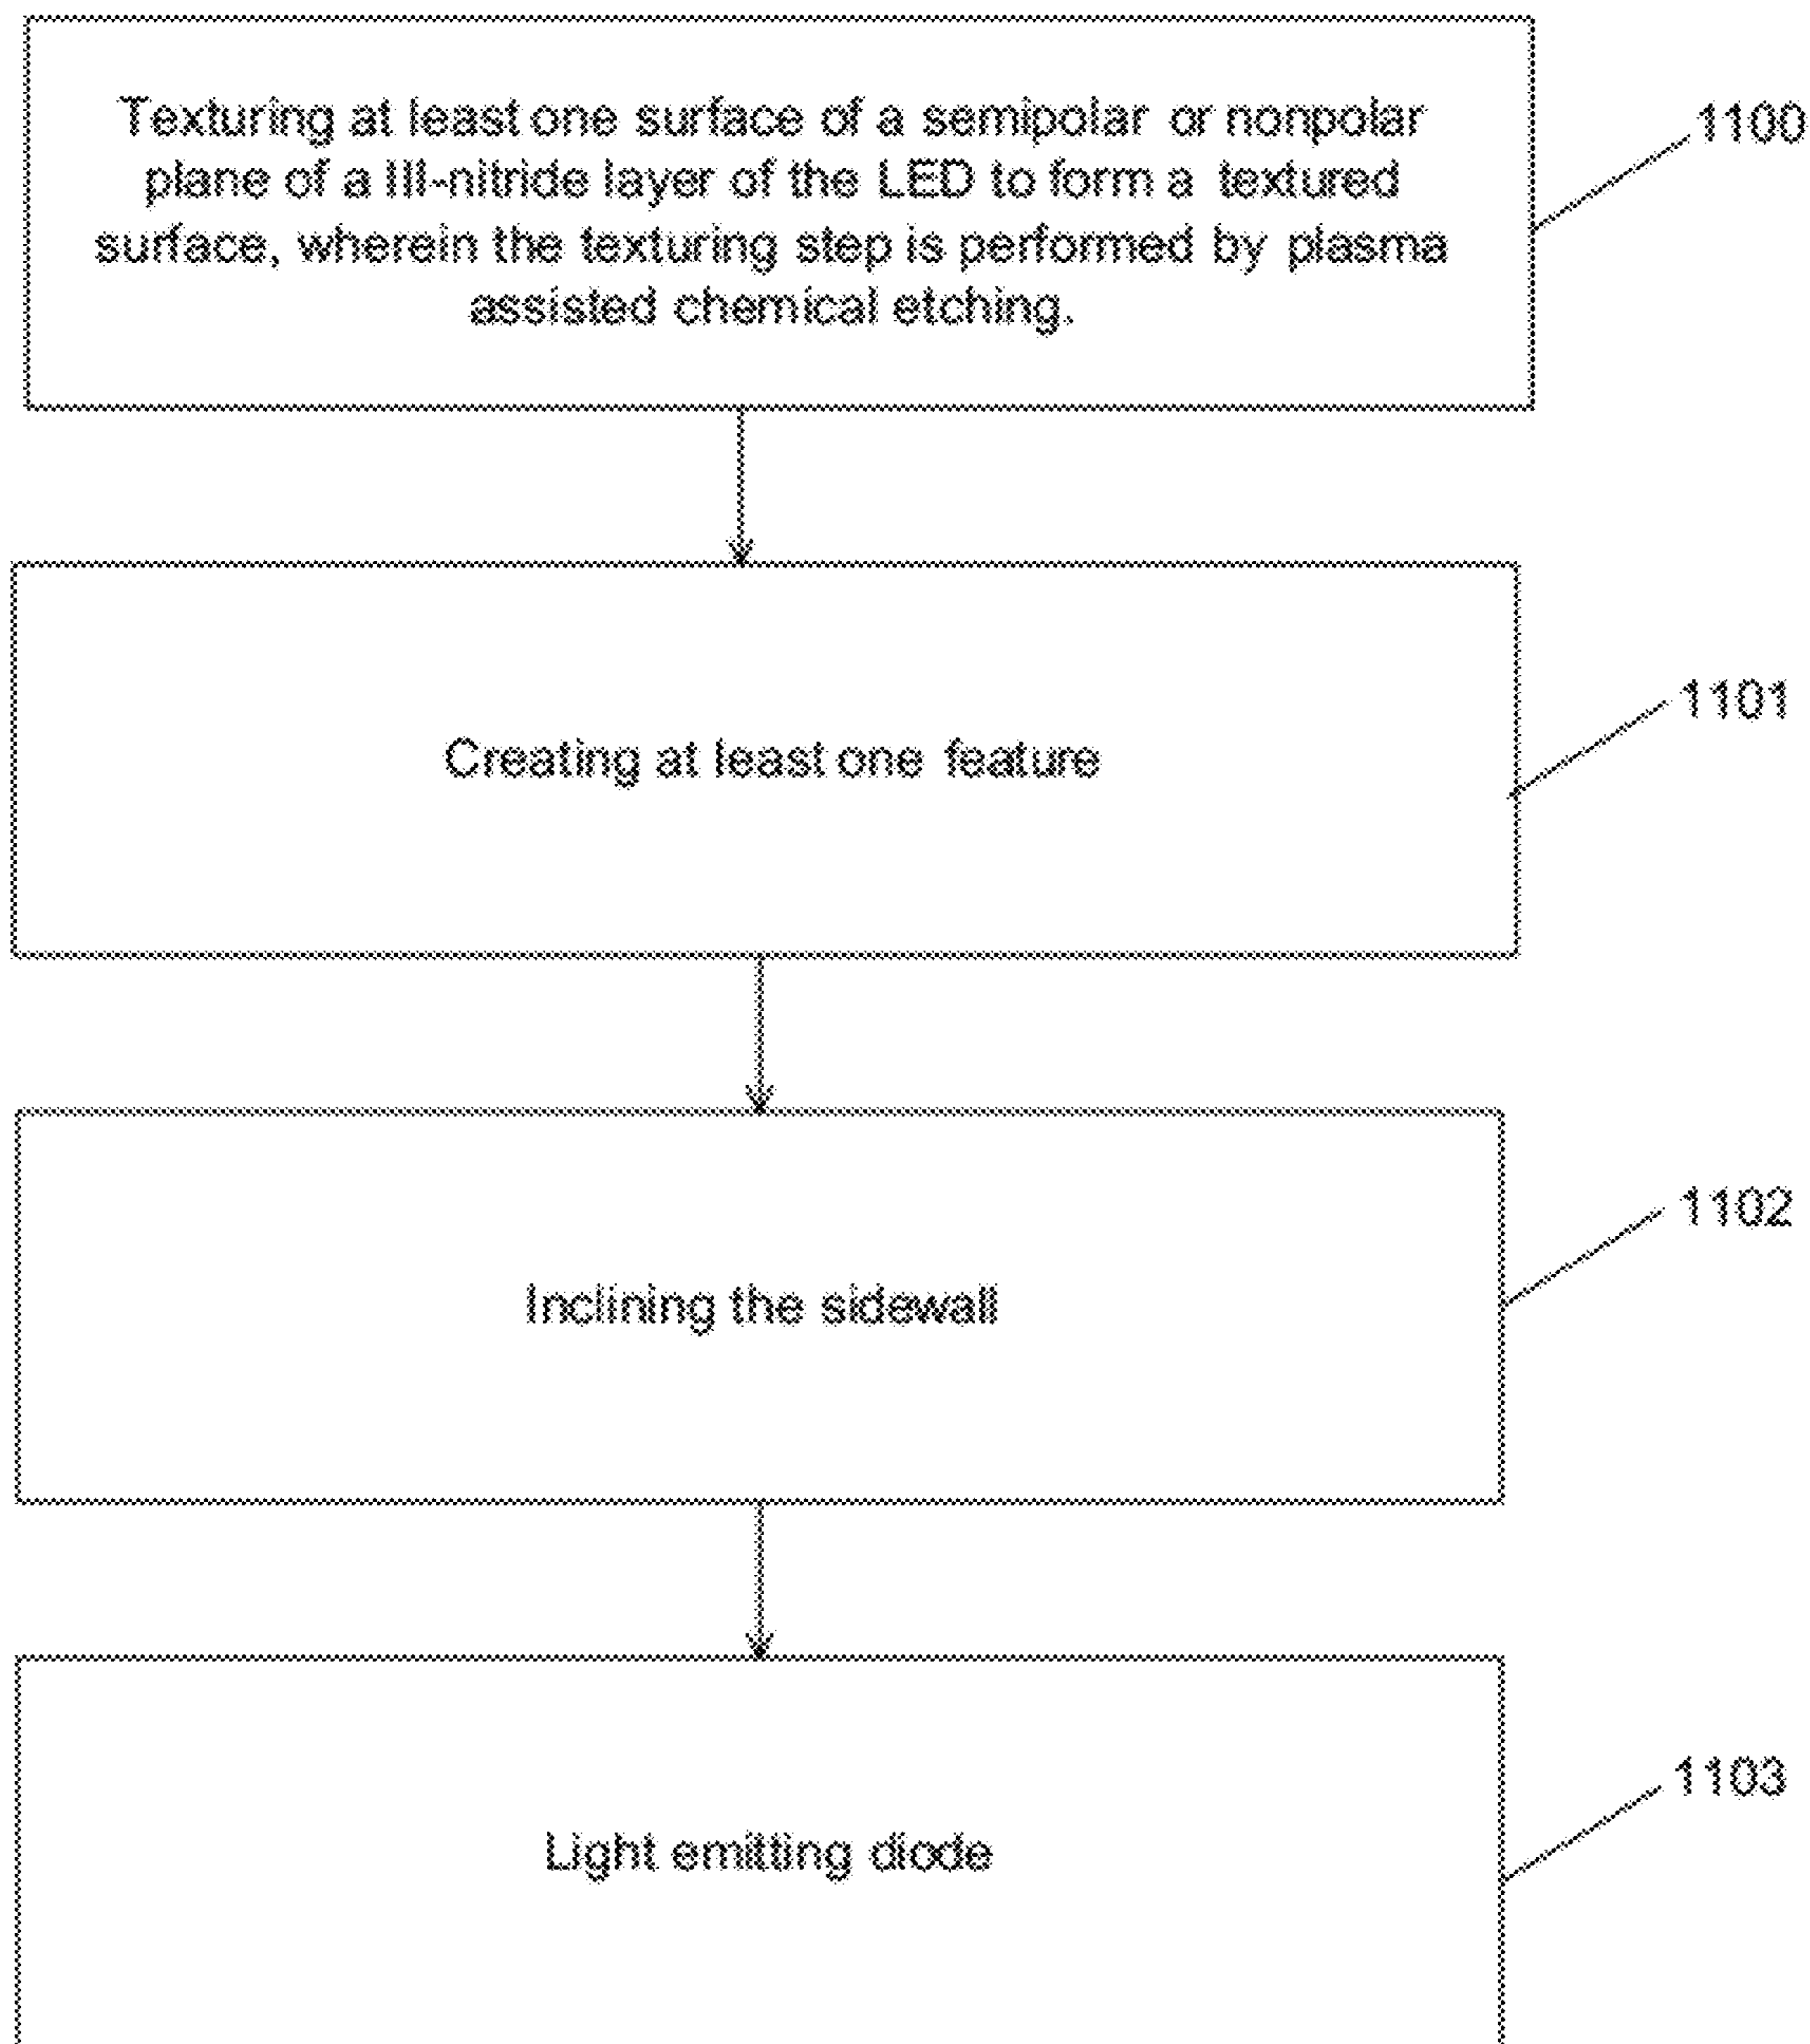 Texturing at least one surface of a semipolar or nonpolar
plane of a III-nitride layer of the LED to form a textured
surface, wherein the texturing step is performed by plasma
assisted chemical etching.
1100
Creating at least one feature
1101
Inclining the sidewall
1102
Light emitting diode
1103